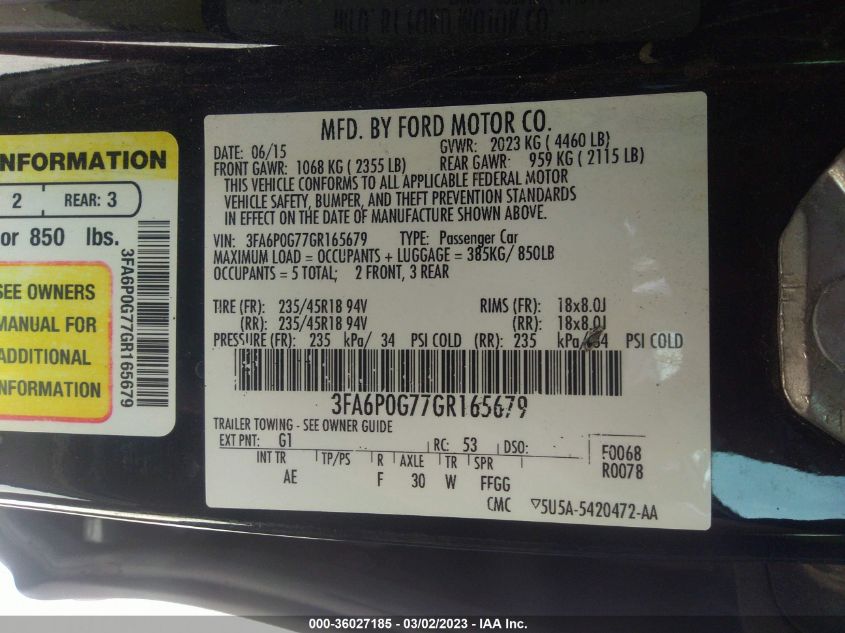 MFD. BY FORD MOTOR CO.
MFD. BY FORD MOTOR CO.
DATE: 06/15 GVWR: 2023 KG ( 4460 LB)
FRONT GAWR: 1068 KG ( 2355 LB) REAR GAWR: 959 KG ( 2115 LB)
THIS VEHICLE CONFORMS TO ALL APPLICABLE FEDERAL MOTOR
VEHICLE SAFETY, BUMPER, AND THEFT PREVENTION STANDARDS
IN EFFECT ON THE DATE OF MANUFACTURE SHOWN ABOVE.
VIN: 3FA6P0G77GR165679 TYPE: Passenger Car
MAXIMUM LOAD = OCCUPANTS + LUGGAGE = 385KG/ 850LB
OCCUPANTS = 5 TOTAL; 2 FRONT, 3 REAR
TIRE (FR): 235/45R18 94V RIMS (FR): 18x8.0J
(RR): 235/45R18 94V (RR): 18x8.0J
PRESSURE (FR): 235 kPa/ 34 PSI COLD (RR): 235 kPa/ 34 PSI COLD
3FA6P0G77GR165679
TRAILER TOWING - SEE OWNER GUIDE
EXT PNT: G1 RC: 53 DSO: F0068
INT TR TP/PS R AXLE TR SPR R0078
AE F 30 W FFGG
CMC ▽5U5A-5420472-AA
NFORMATION
2 REAR: 3
or 850 lbs.
SEE OWNERS
MANUAL FOR
ADDITIONAL
INFORMATION
3FA6P0G77GR165679
000-36027185 - 03/02/2023 - IAA Inc.